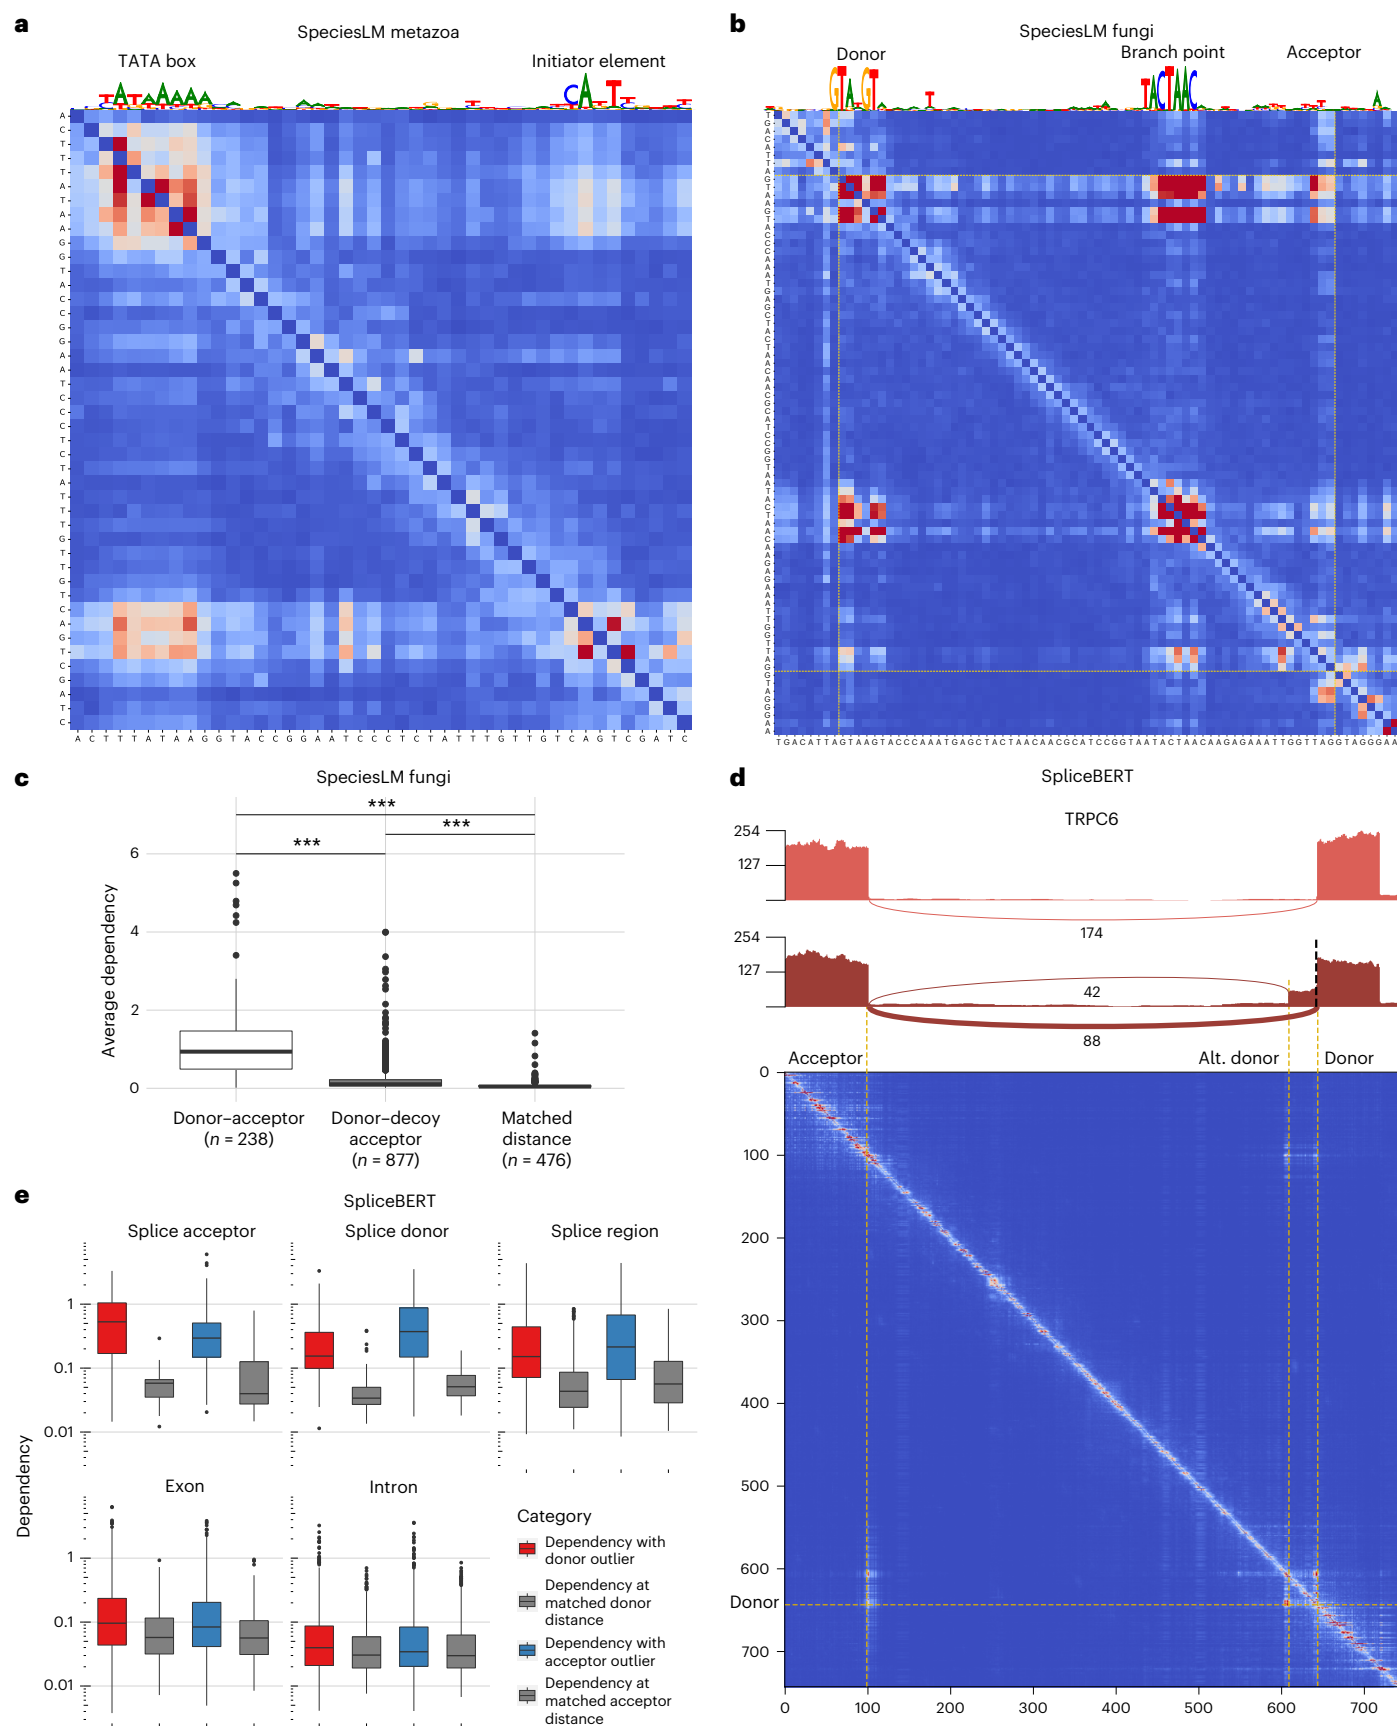 a
SpeciesLM metazoa
TATA box
Initiator element
A C T T T A T A A G G T A C C G G A A T C C C T C T A T T T G T T G T C A G T C G A T C
b
SpeciesLM fungi
Donor
Branch point
Acceptor
TGACATTAGTAAGTACCCAAATGAGCTACTAACAACGCATCCGGTAATACTAACAAGAGAAATTGGTTAGGTAGGGAA
c
SpeciesLM fungi
***
***
***
Average dependency
6
4
2
0
Donor–acceptor
(n = 238)
Donor–decoy
acceptor
(n = 877)
Matched
distance
(n = 476)
d
SpliceBERT
TRPC6
254
127
174
254
127
42
88
Acceptor
Alt. donor
Donor
0
100
200
300
400
500
600
Donor
700
0 100 200 300 400 500 600 700
e
SpliceBERT
Splice acceptor
Splice donor
Splice region
1
0.1
0.01
Dependency
Exon
Intron
1
0.1
0.01
Category
Dependency with
donor outlier
Dependency at
matched donor
distance
Dependency with
acceptor outlier
Dependency at
matched acceptor
distance